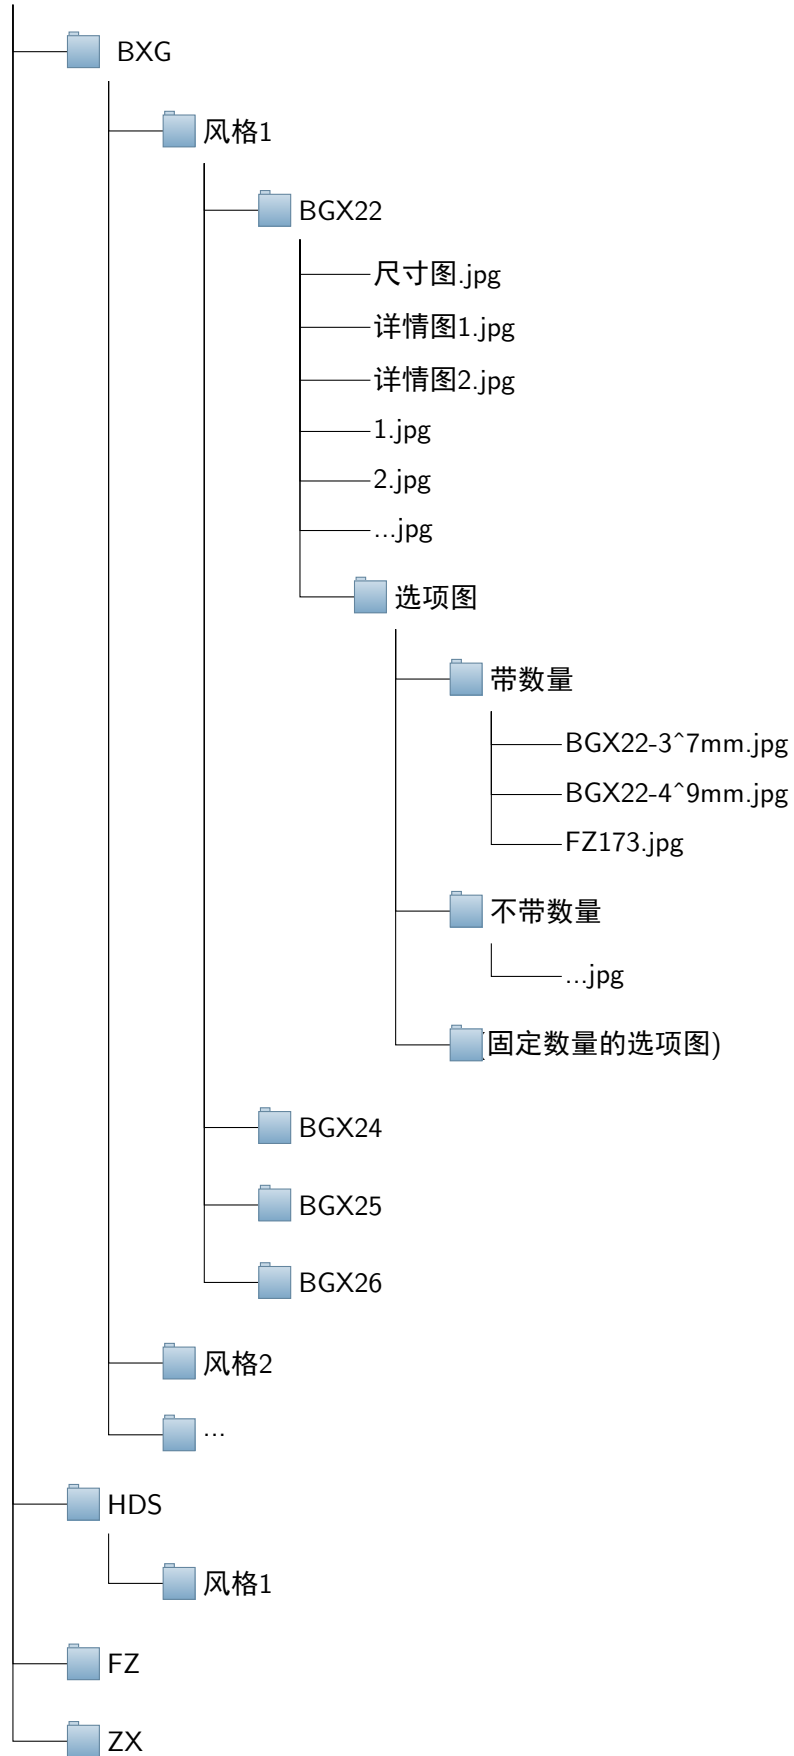 BXG
风格1
BGX22
尺寸图.jpg
详情图1.jpg
详情图2.jpg
1.jpg
2.jpg
...jpg
选项图
带数量
BGX22-3^7mm.jpg
BGX22-4^9mm.jpg
FZ173.jpg
不带数量
...jpg
(固定数量的选项图)
BGX24
BGX25
BGX26
风格2
...
HDS
风格1
FZ
ZX